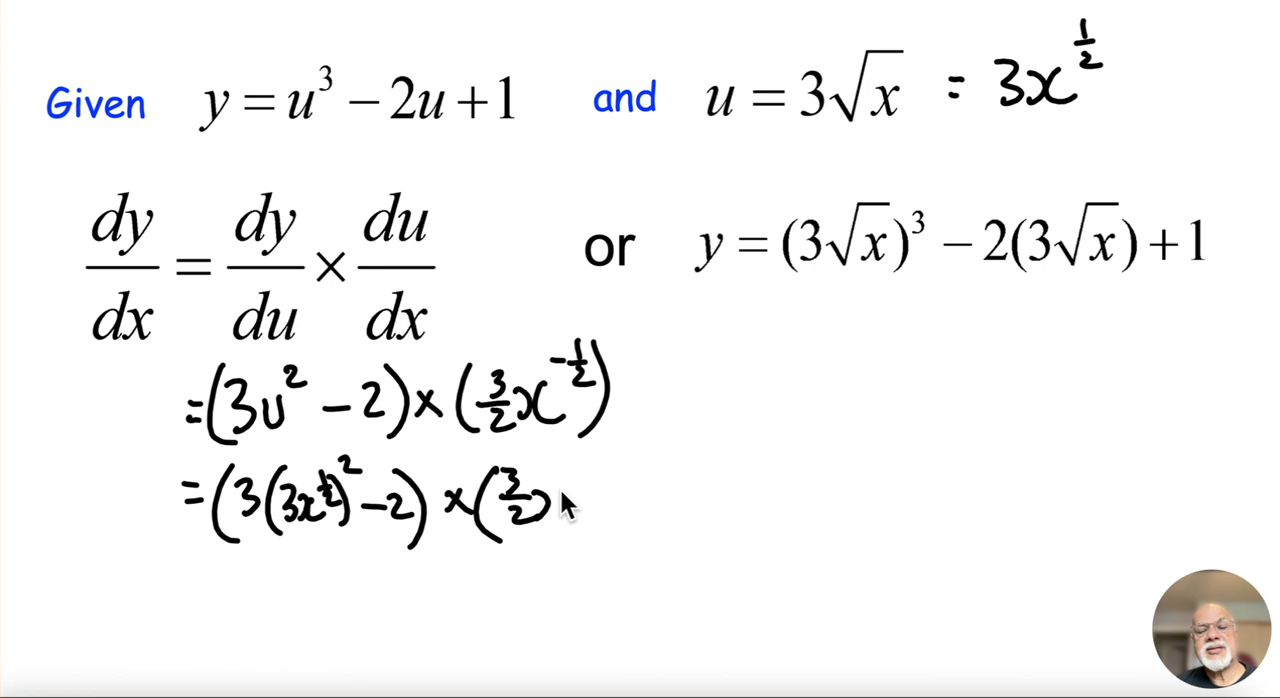 Given y = u³ − 2u + 1 and u = 3√x = 3x^(1/2)
dy/dx = dy/du × du/dx or y = (3√x)³ − 2(3√x) + 1
= (3u² − 2) × (3/2 x^(-1/2))
= (3(3x^(1/2))² − 2) × (3/2 x